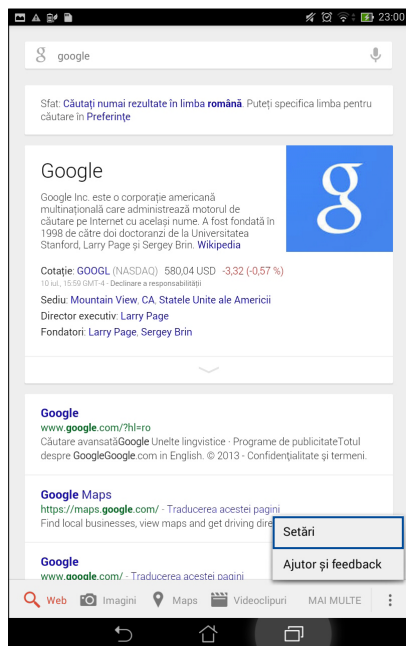 23:00
google
Sfat: Căutați numai rezultate în limba română. Puteți specifica limba pentru
căutare în Preferințe
Google
Google Inc. este o corporație americană
multinațională care administrează motorul de
căutare pe Internet cu același nume. A fost fondată în
1998 de către doi doctoranzi de la Universitatea
Stanford, Larry Page și Sergey Brin. Wikipedia
g
Cotație: GOOGL (NASDAQ) 580,04 USD -3,32 (-0,57 %)
10 iul., 15:59 GMT-4 - Declinare a responsabilității
Sediu: Mountain View, CA, Statele Unite ale Americii
Director executiv: Larry Page
Fondatori: Larry Page, Sergey Brin
Google
www.google.com/?hl=ro
Căutare avansatăGoogle Unelte lingvistice - Programe de publicitateTotul
despre GoogleGoogle.com in English. © 2013 - Confidențialitate și termeni.
Google Maps
https://maps.google.com/ - Traducerea acestei pagini
Find local businesses, view maps and get driving dire
Google
www.google.com/ - Traducerea acestei pagini
Setări
Ajutor și feedback
Web Imagini Maps Videoclipuri MAI MULTE